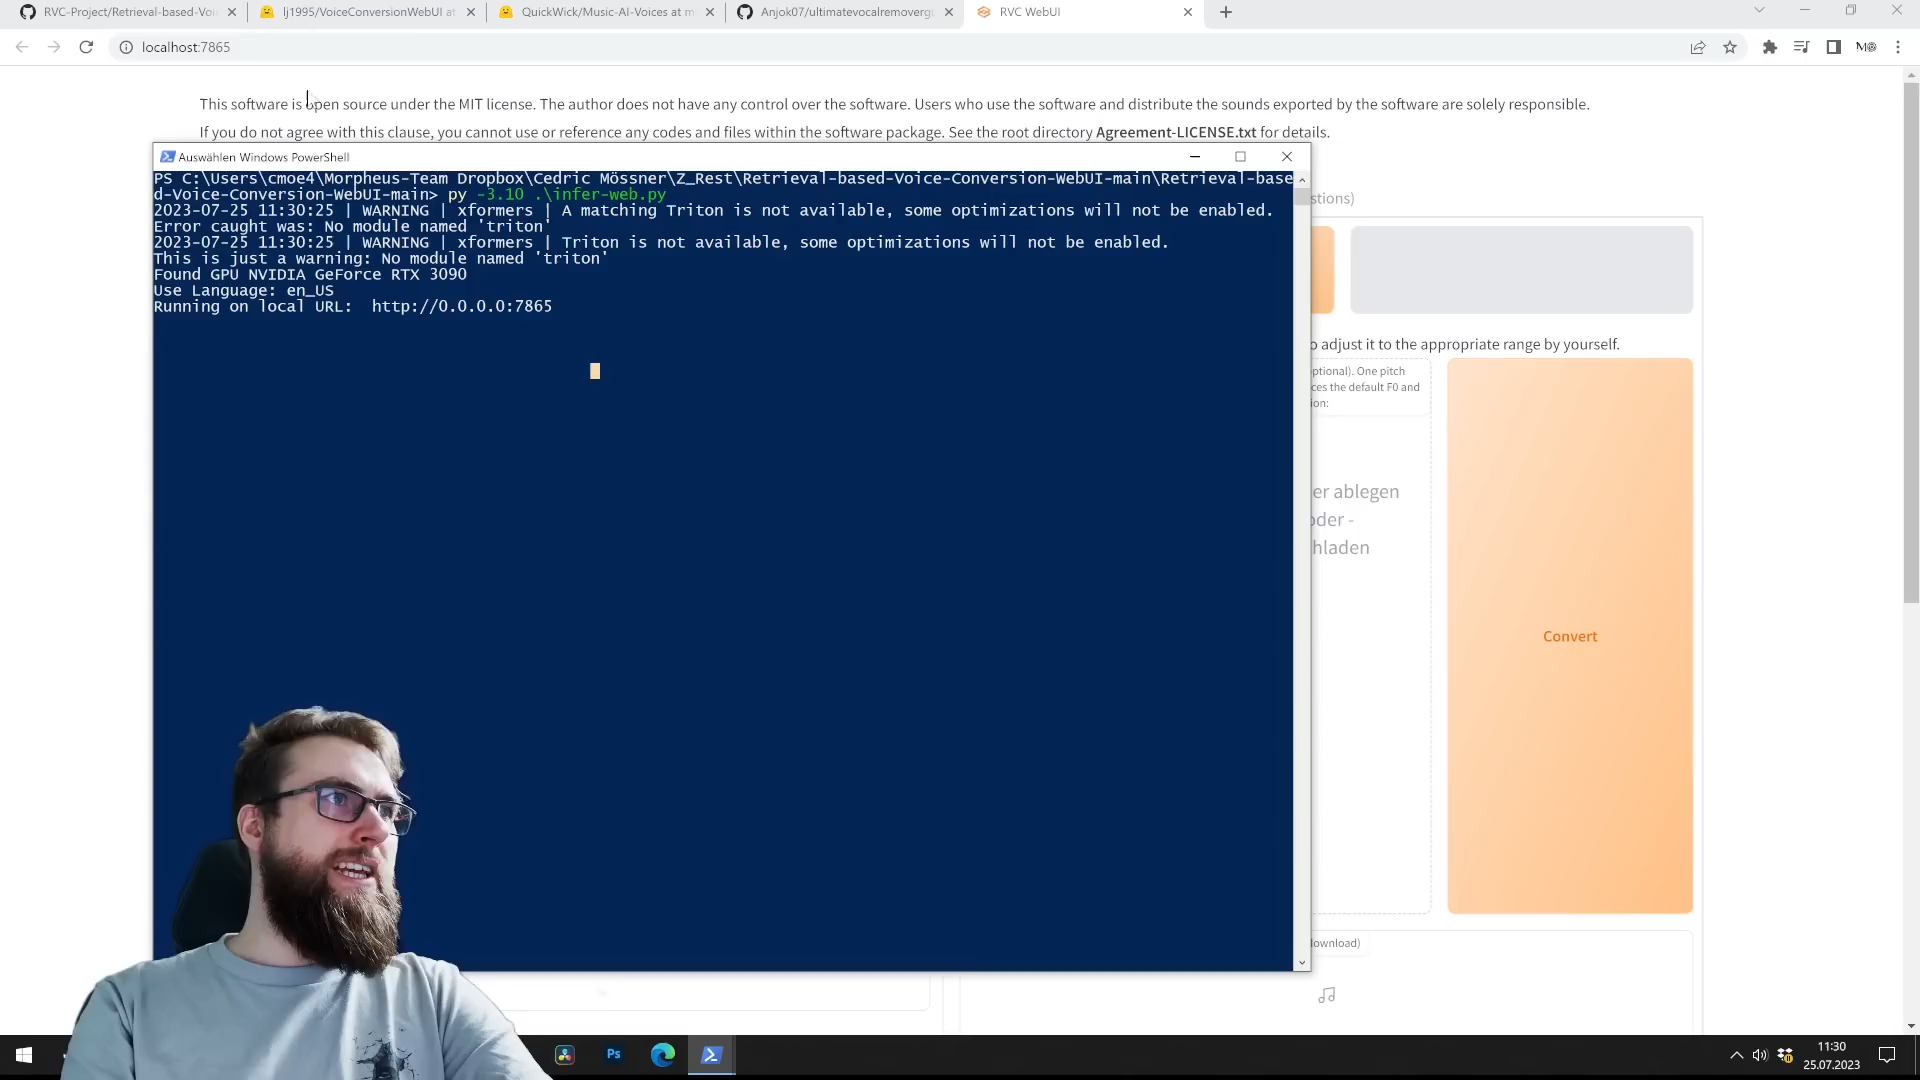 RVC-Project/Retrieval-based-Voi
lj1995/VoiceConversionWebUI at
QuickWick/Music-AI-Voices at m
Anjok07/ultimatevocalremoverg
RVC WebUI
localhost:7865
This software is open source under the MIT license. The author does not have any control over the software. Users who use the software and distribute the sounds exported by the software are solely responsible.
If you do not agree with this clause, you cannot use or reference any codes and files within the software package. See the root directory Agreement-LICENSE.txt for details.
Auswählen Windows PowerShell
PS C:\Users\cmoe4\Morpheus-Team Dropbox\Cedric Mössner\Z_Rest\Retrieval-based-Voice-Conversion-WebUI-main\Retrieval-base
d-Voice-Conversion-WebUI-main> py -3.10 .\infer-web.py
2023-07-25 11:30:25 | WARNING | xformers | A matching Triton is not available, some optimizations will not be enabled.
Error caught was: No module named 'triton'
2023-07-25 11:30:25 | WARNING | xformers | Triton is not available, some optimizations will not be enabled.
This is just a warning: No module named 'triton'
Found GPU NVIDIA GeForce RTX 3090
Use Language: en_US
Running on local URL:  http://0.0.0.0:7865
stions)
o adjust it to the appropriate range by yourself.
ptional). One pitch
ces the default F0 and
ion:
er ablegen
oder -
hladen
Convert
download)
Ps
11:30
25.07.2023